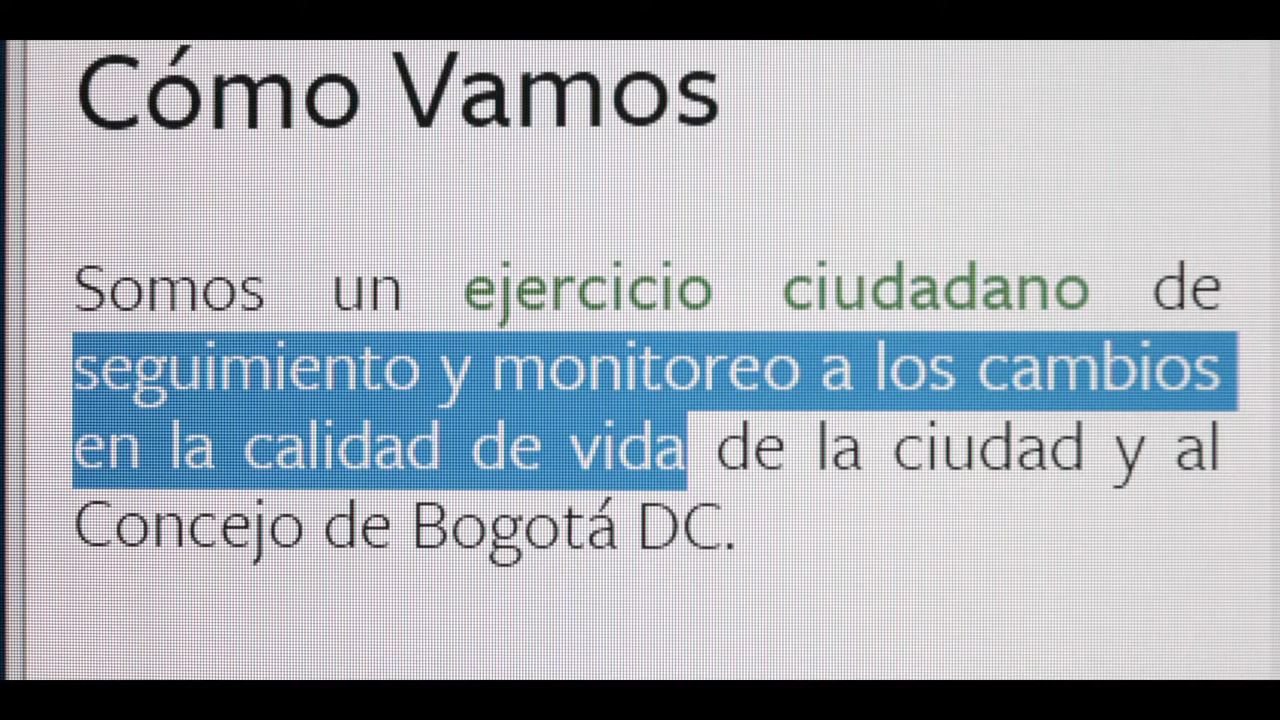 Cómo Vamos
Somos un ejercicio ciudadano de
seguimiento y monitoreo a los cambios
en la calidad de vida de la ciudad y al
Concejo de Bogotá DC.